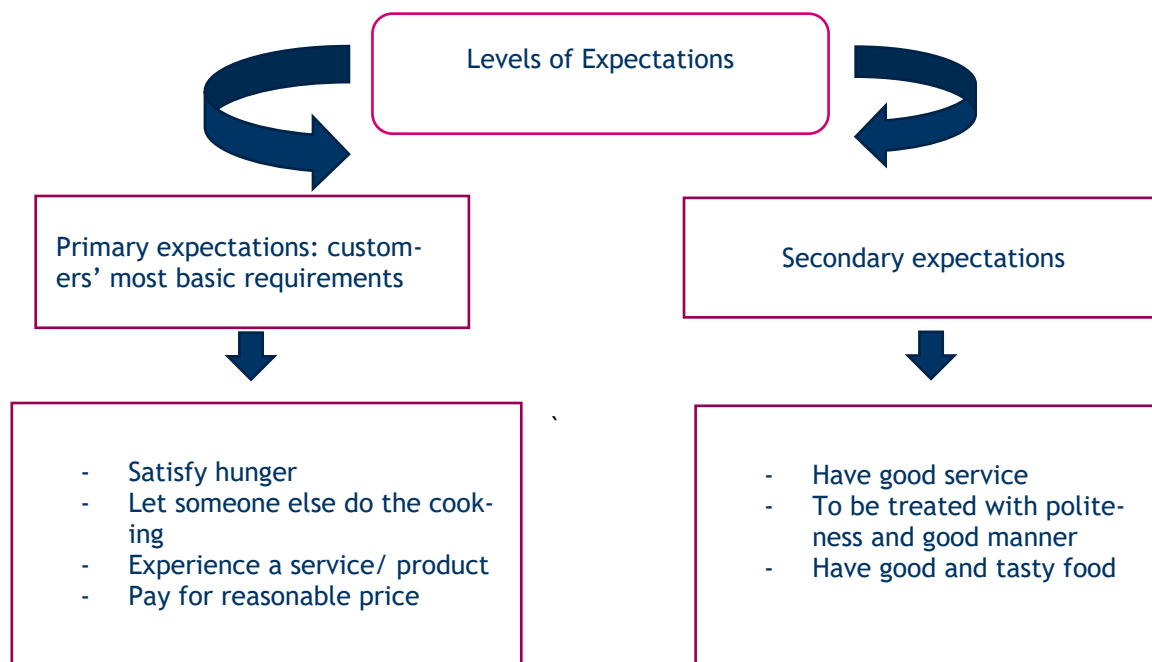 Levels of Expectations
Primary expectations: custom-
ers’ most basic requirements
Secondary expectations
- Satisfy hunger
- Let someone else do the cook-
ing
- Experience a service/ product
- Pay for reasonable price
`
- Have good service
- To be treated with polite-
ness and good manner
- Have good and tasty food